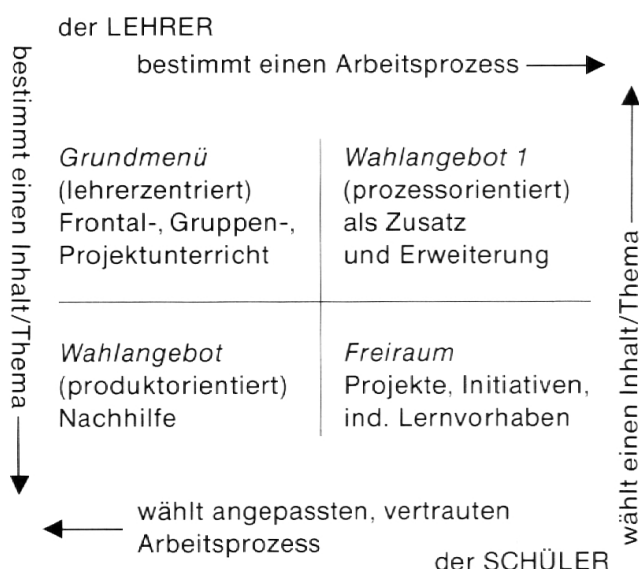 der LEHRER
bestimmt einen Arbeitsprozess
bestimmt einen Inhalt/Thema
Grundmenü
(lehrerzentriert)
Frontal-, Gruppen-,
Projektunterricht
Wahlangebot 1
(prozessorientiert)
als Zusatz
und Erweiterung
Wahlangebot
(produktorientiert)
Nachhilfe
Freiraum
Projekte, Initiativen,
ind. Lernvorhaben
wählt einen Inhalt/Thema
wählt angepassten, vertrauten
Arbeitsprozess
der SCHÜLER